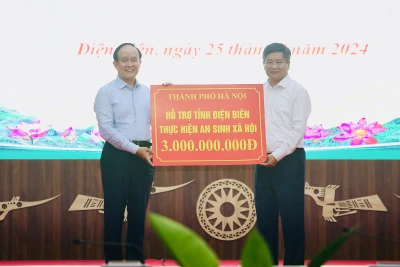 Điện Biên, ngày 25 tháng năm 2024
THÀNH PHỐ HÀ NỘI
HỖ TRỢ TỈNH ĐIỆN BIÊN
THỰC HIỆN AN SINH XÃ HỘI
3.000.000.000Đ